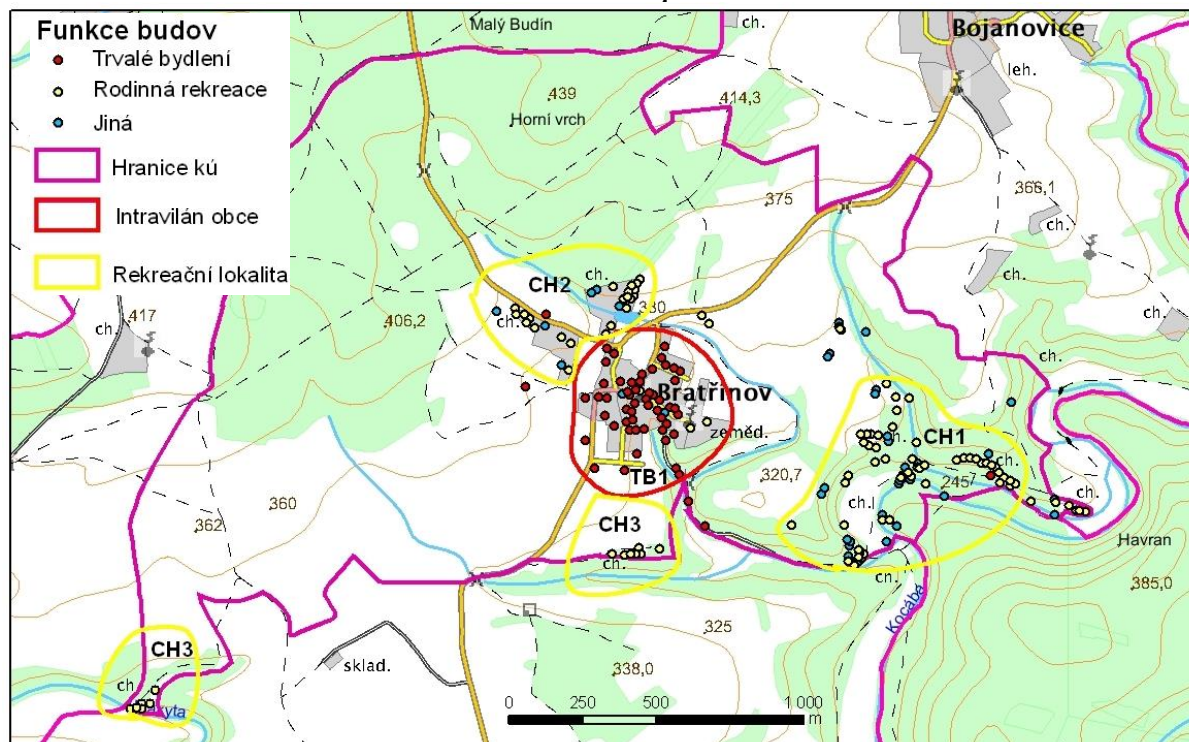 Funkce budov
Trvalé bydlení
Rodinná rekreace
Jiná
Hranice kú
Intravilán obce
Rekreační lokalita
Malý Budín
ch.
Bojanovice
leh.
439
414,3
Horní vrch
375
366,1
ch.
ch.
ch.
CH2
ch.
330
ch.
417
ch.
406,2
ch.
Bratřínov
zeměd.
CH1
ch.
ch.
TB1
320,7
245
ch.
ch.
360
362
CH3
ch.
ch.
Havran
385,0
Kocába
325
CH3
sklad.
338,0
ch.
0 250 500 1 000
m